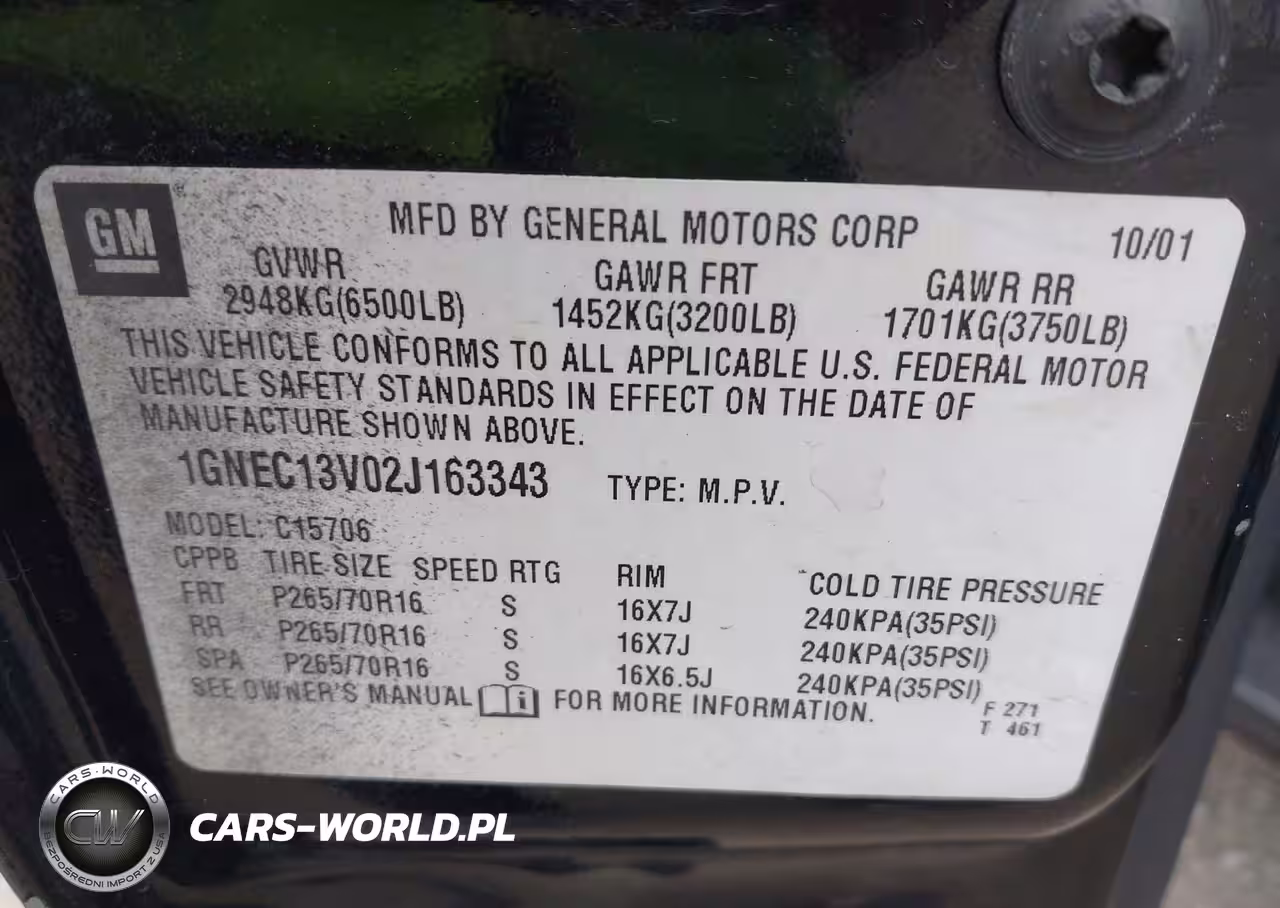 GM
MFD BY GENERAL MOTORS CORP 10/01
GVWR GAWR FRT GAWR RR
2948KG(6500LB) 1452KG(3200LB) 1701KG(3750LB)
THIS VEHICLE CONFORMS TO ALL APPLICABLE U.S. FEDERAL MOTOR
VEHICLE SAFETY STANDARDS IN EFFECT ON THE DATE OF
MANUFACTURE SHOWN ABOVE.
1GNEC13V02J163343 TYPE: M.P.V.
MODEL: C15706
CPPB TIRE SIZE SPEED RTG RIM COLD TIRE PRESSURE
FRT P265/70R16 S 16X7J 240KPA(35PSI)
RR P265/70R16 S 16X7J 240KPA(35PSI)
SPA P265/70R16 S 16X6.5J 240KPA(35PSI)
SEE OWNER'S MANUAL i FOR MORE INFORMATION.
F 271
T 461
CARS-WORLD
CW
BEZPOŚREDNI IMPORT Z USA
CARS-WORLD.PL